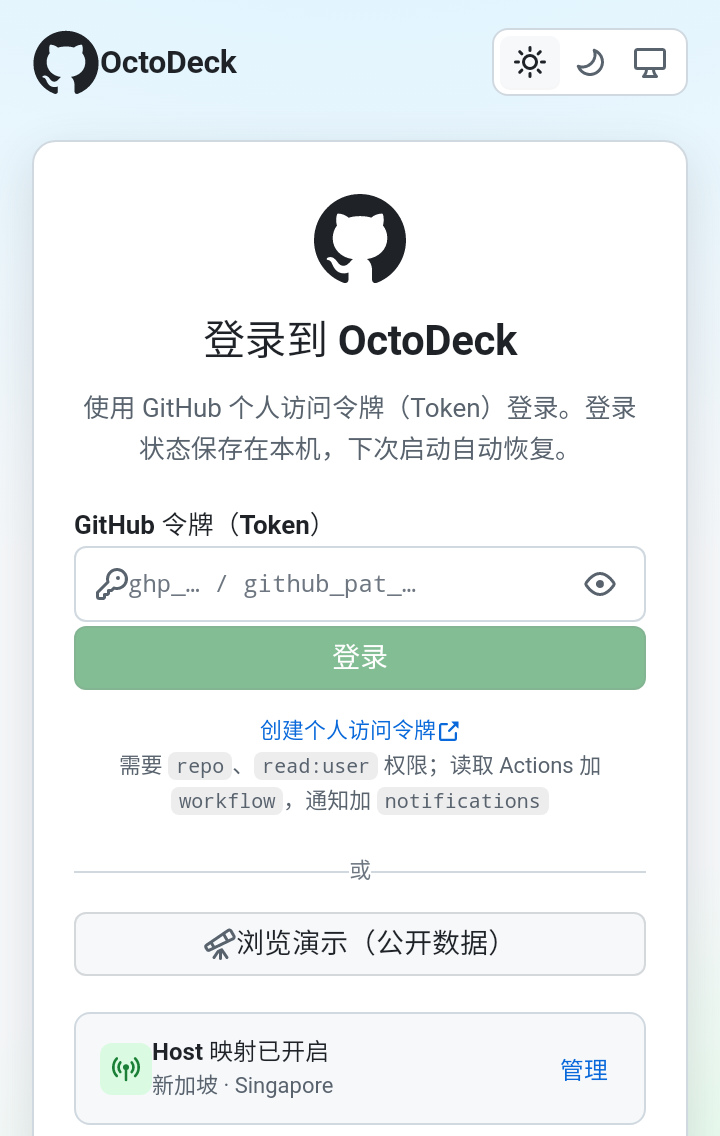 OctoDeck
登录到 OctoDeck
使用 GitHub 个人访问令牌（Token）登录。登录
状态保存在本机，下次启动自动恢复。
GitHub 令牌（Token）
ghp_… / github_pat_…
登录
创建个人访问令牌
需要 repo、read:user 权限；读取 Actions 加
workflow，通知加 notifications
或
浏览演示（公开数据）
Host 映射已开启
新加坡 · Singapore
管理